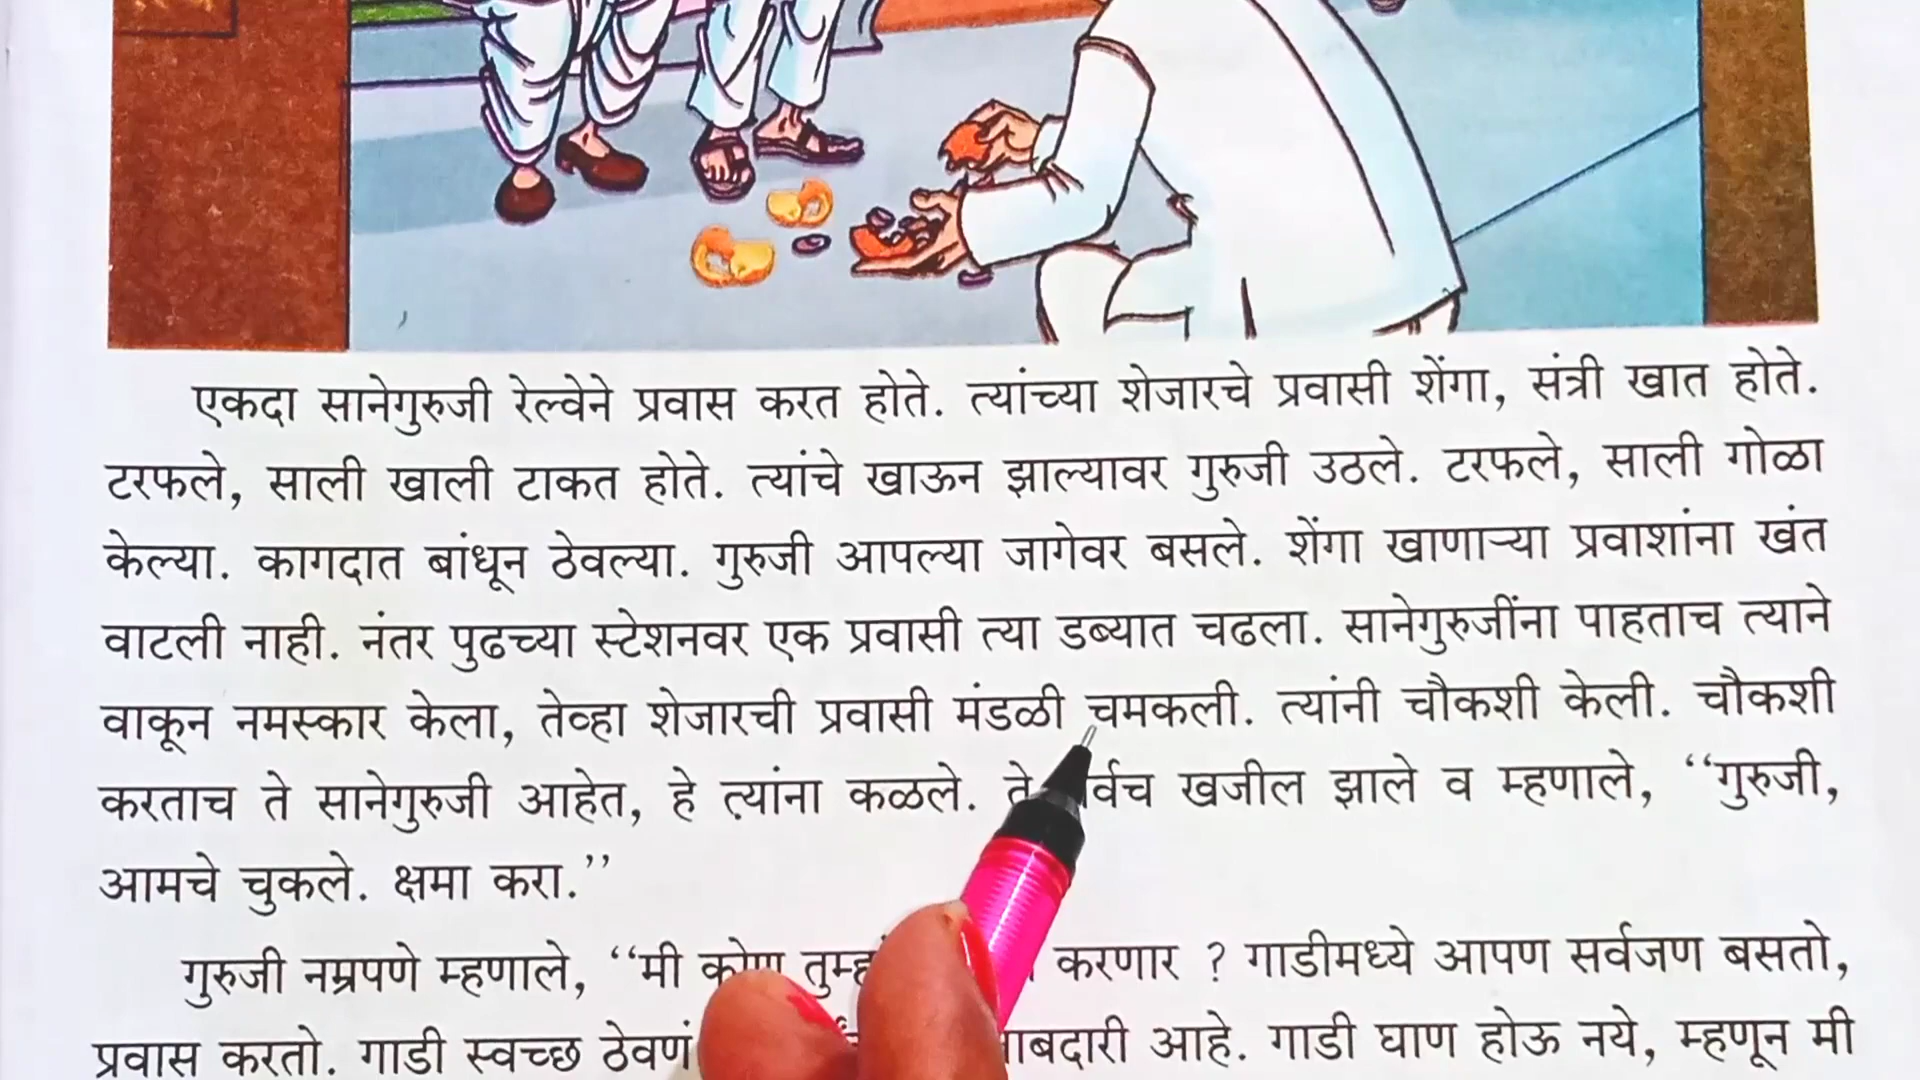 एकदा सानेगुरुजी रेल्वेने प्रवास करत होते. त्यांच्या शेजारचे प्रवासी शेंगा, संत्री खात होते.
टरफले, साली खाली टाकत होते. त्यांचे खाऊन झाल्यावर गुरुजी उठले. टरफले, साली गोळा
केल्या. कागदात बांधून ठेवल्या. गुरुजी आपल्या जागेवर बसले. शेंगा खाणाऱ्या प्रवाशांना खंत
वाटली नाही. नंतर पुढच्या स्टेशनवर एक प्रवासी त्या डब्यात चढला. सानेगुरुजींना पाहताच त्याने
वाकून नमस्कार केला, तेव्हा शेजारची प्रवासी मंडळी चमकली. त्यांनी चौकशी केली. चौकशी
करताच ते सानेगुरुजी आहेत, हे त्यांना कळले. ते खजील झाले व म्हणाले, ‘‘गुरुजी,
आमचे चुकले. क्षमा करा.’’
गुरुजी नम्रपणे म्हणाले, ‘‘मी कोण करणार ? गाडीमध्ये आपण सर्वजण बसतो,
प्रवास करतो. गाडी स्वच्छ ठेवणं आहे. गाडी घाण होऊ नये, म्हणून मी